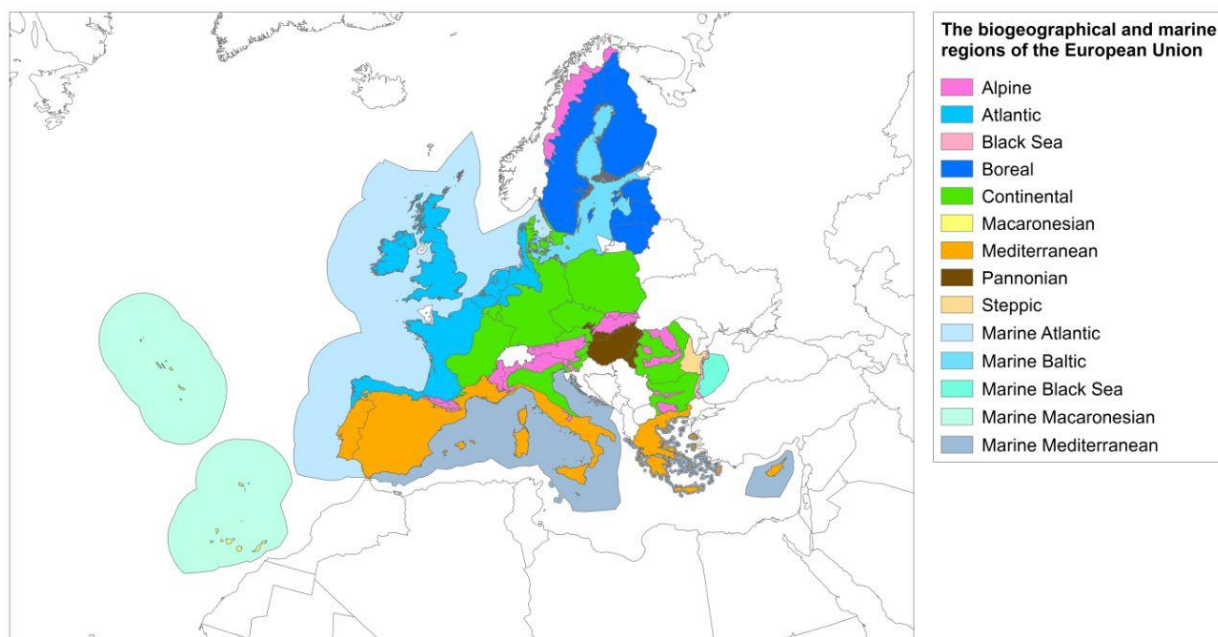 The biogeographical and marine
regions of the European Union
Alpine
Atlantic
Black Sea
Boreal
Continental
Macaronesian
Mediterranean
Pannonian
Steppic
Marine Atlantic
Marine Baltic
Marine Black Sea
Marine Macaronesian
Marine Mediterranean